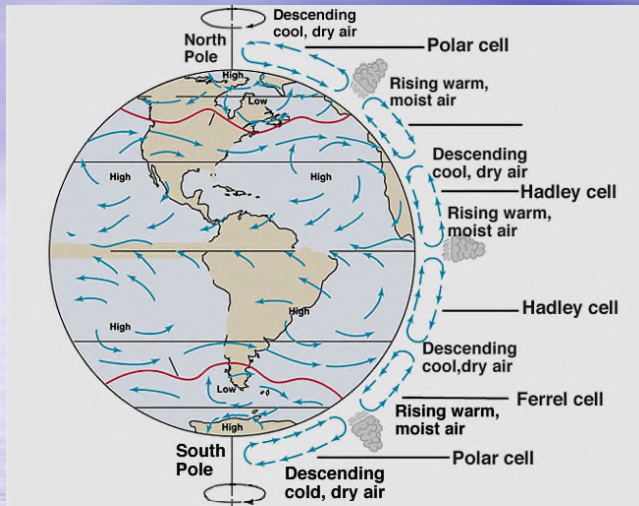 Descending
cool, dry air
North
Pole
Polar cell
High
Rising warm,
moist air
Low
Descending
cool, dry air
High
High
Hadley cell
Rising warm,
moist air
High
Hadley cell
High
Descending
cool,dry air
Low
Ferrel cell
Rising warm,
moist air
High
South
Pole
Polar cell
Descending
cold, dry air